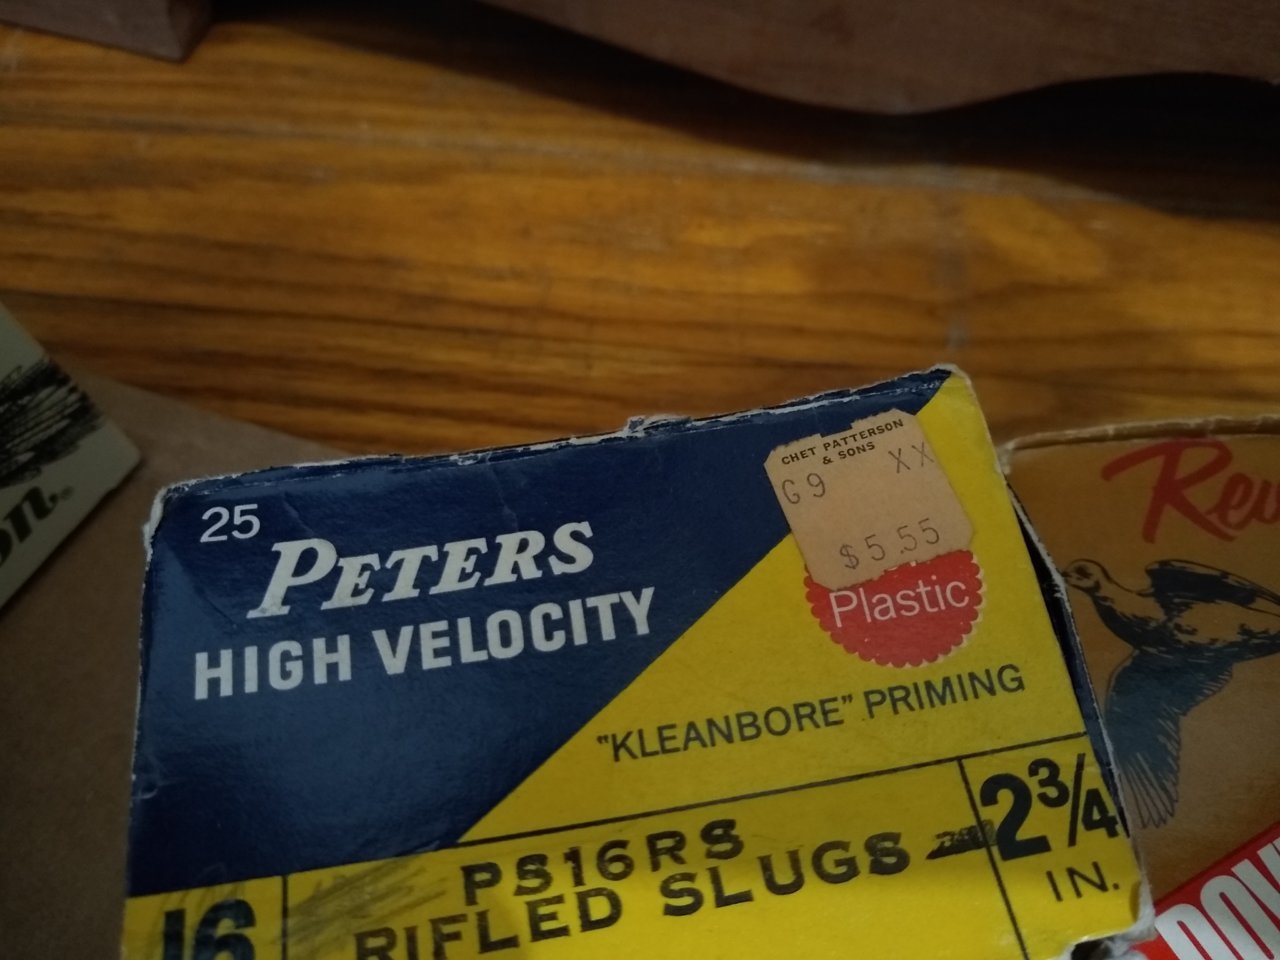 25
PETERS
HIGH VELOCITY
CHET PATTERSON
& SONS
G9 XX
$5.55
Plastic
"KLEANBORE" PRIMING
2¾
IN.
PS16RS
RIFLED SLUGS
16